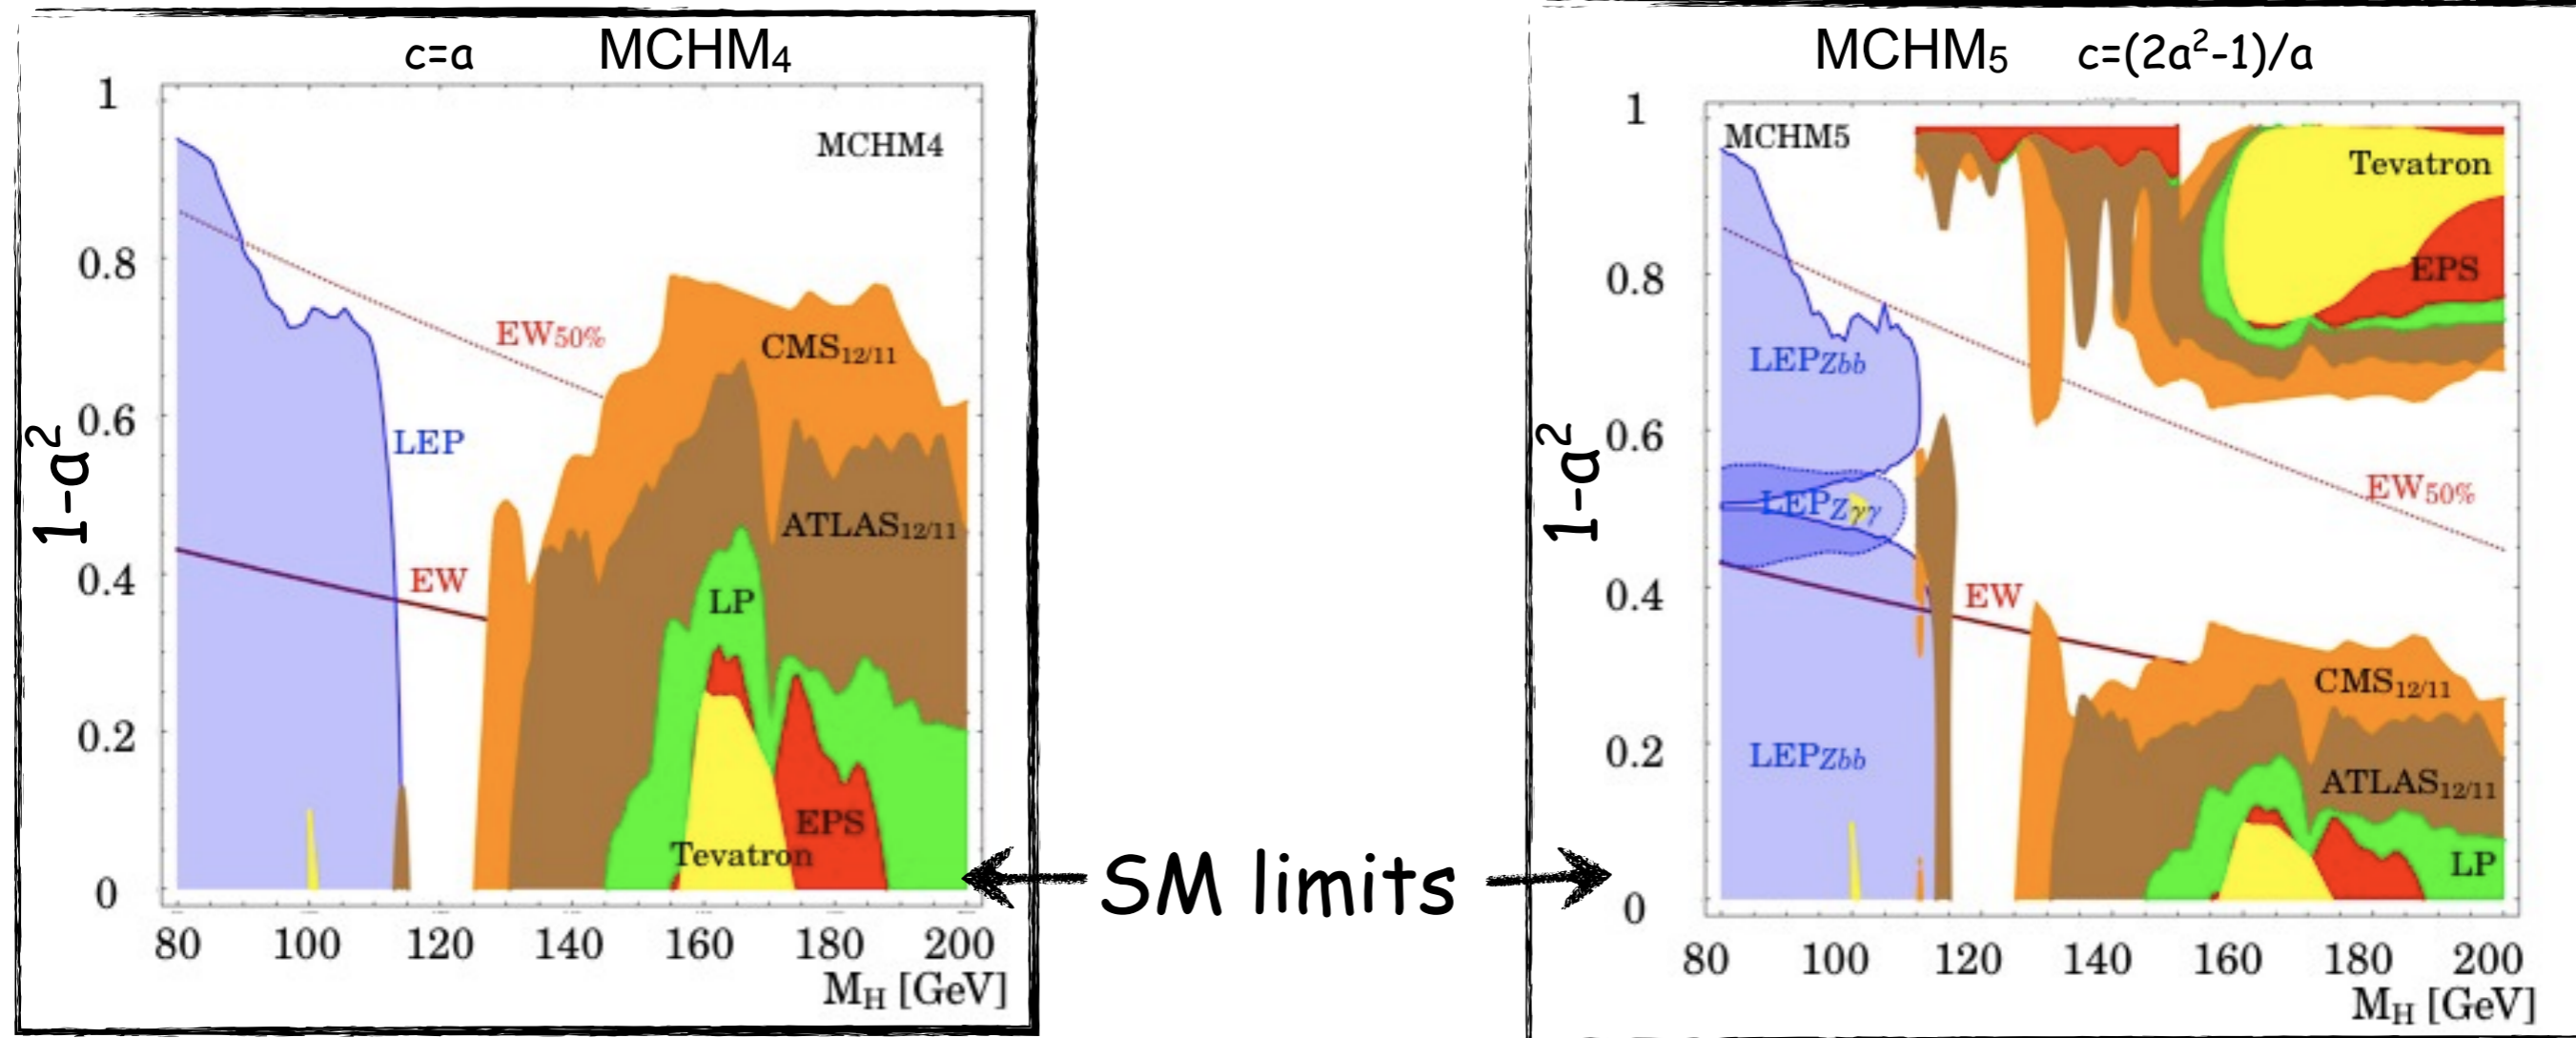 c=a MCHM₄
1
MCHM4
0.8
EW50%
CMS12/11
0.6
LEP
ATLAS12/11
0.4
EW
LP
0.2
EPS
Tevatron
0
80 100 120 140 160 180 200
M_H [GeV]
1-a²
SM limits
MCHM₅ c=(2a²-1)/a
1
MCHM5
Tevatron
0.8
EPS
LEPZbb
0.6
EW50%
LEPZγγ
0.4
EW
CMS12/11
0.2
LEPZbb
ATLAS12/11
LP
0
80 100 120 140 160 180 200
M_H [GeV]
1-a²